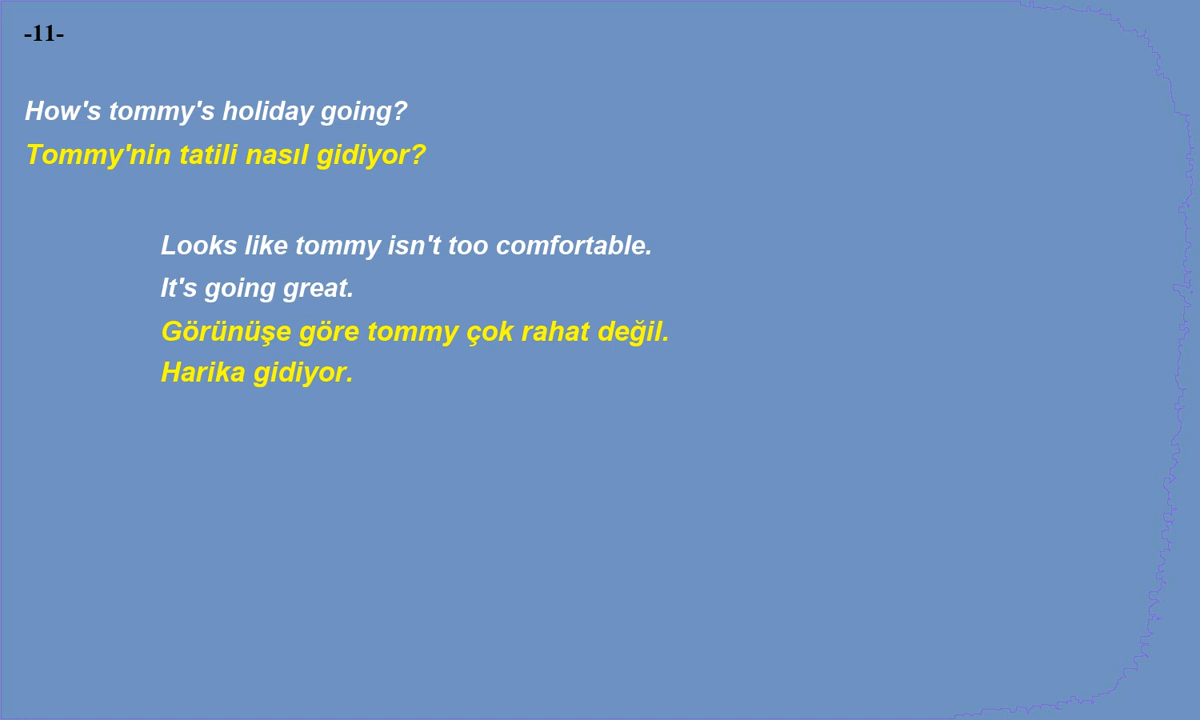 -11-
How's tommy's holiday going?
Tommy'nin tatili nasıl gidiyor?
Looks like tommy isn't too comfortable.
It's going great.
Görünüşe göre tommy çok rahat değil.
Harika gidiyor.